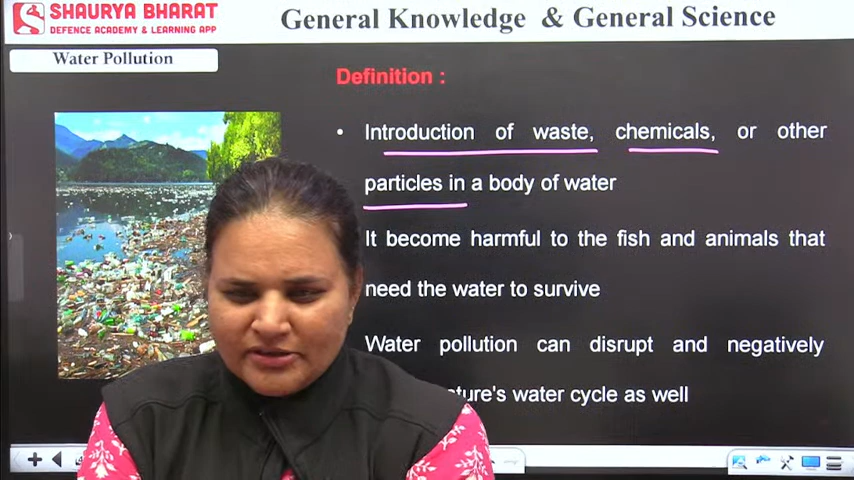 SHAURYA BHARAT
DEFENCE ACADEMY & LEARNING APP
General Knowledge & General Science
Water Pollution
Definition :
• Introduction of waste, chemicals, or other
particles in a body of water
It become harmful to the fish and animals that
need the water to survive
Water pollution can disrupt and negatively
water cycle as well